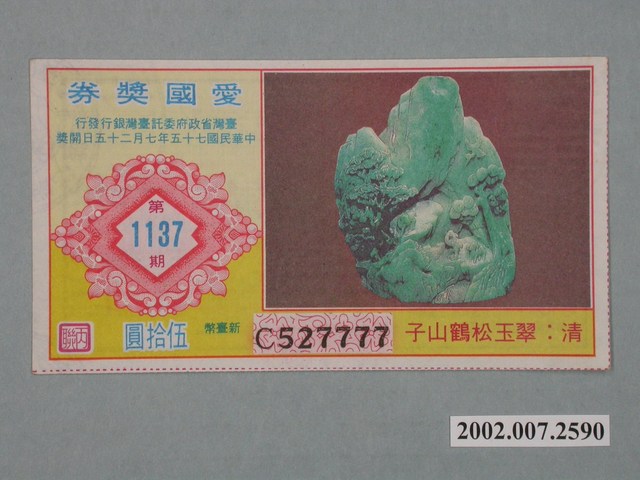 愛國獎券
臺灣省政府委託臺灣銀行發行
中華民國七十五年七月二十五日開獎
第
1137
期
新臺幣
伍拾圓
C527777
清：翠玉松鶴山子
2002.007.2590